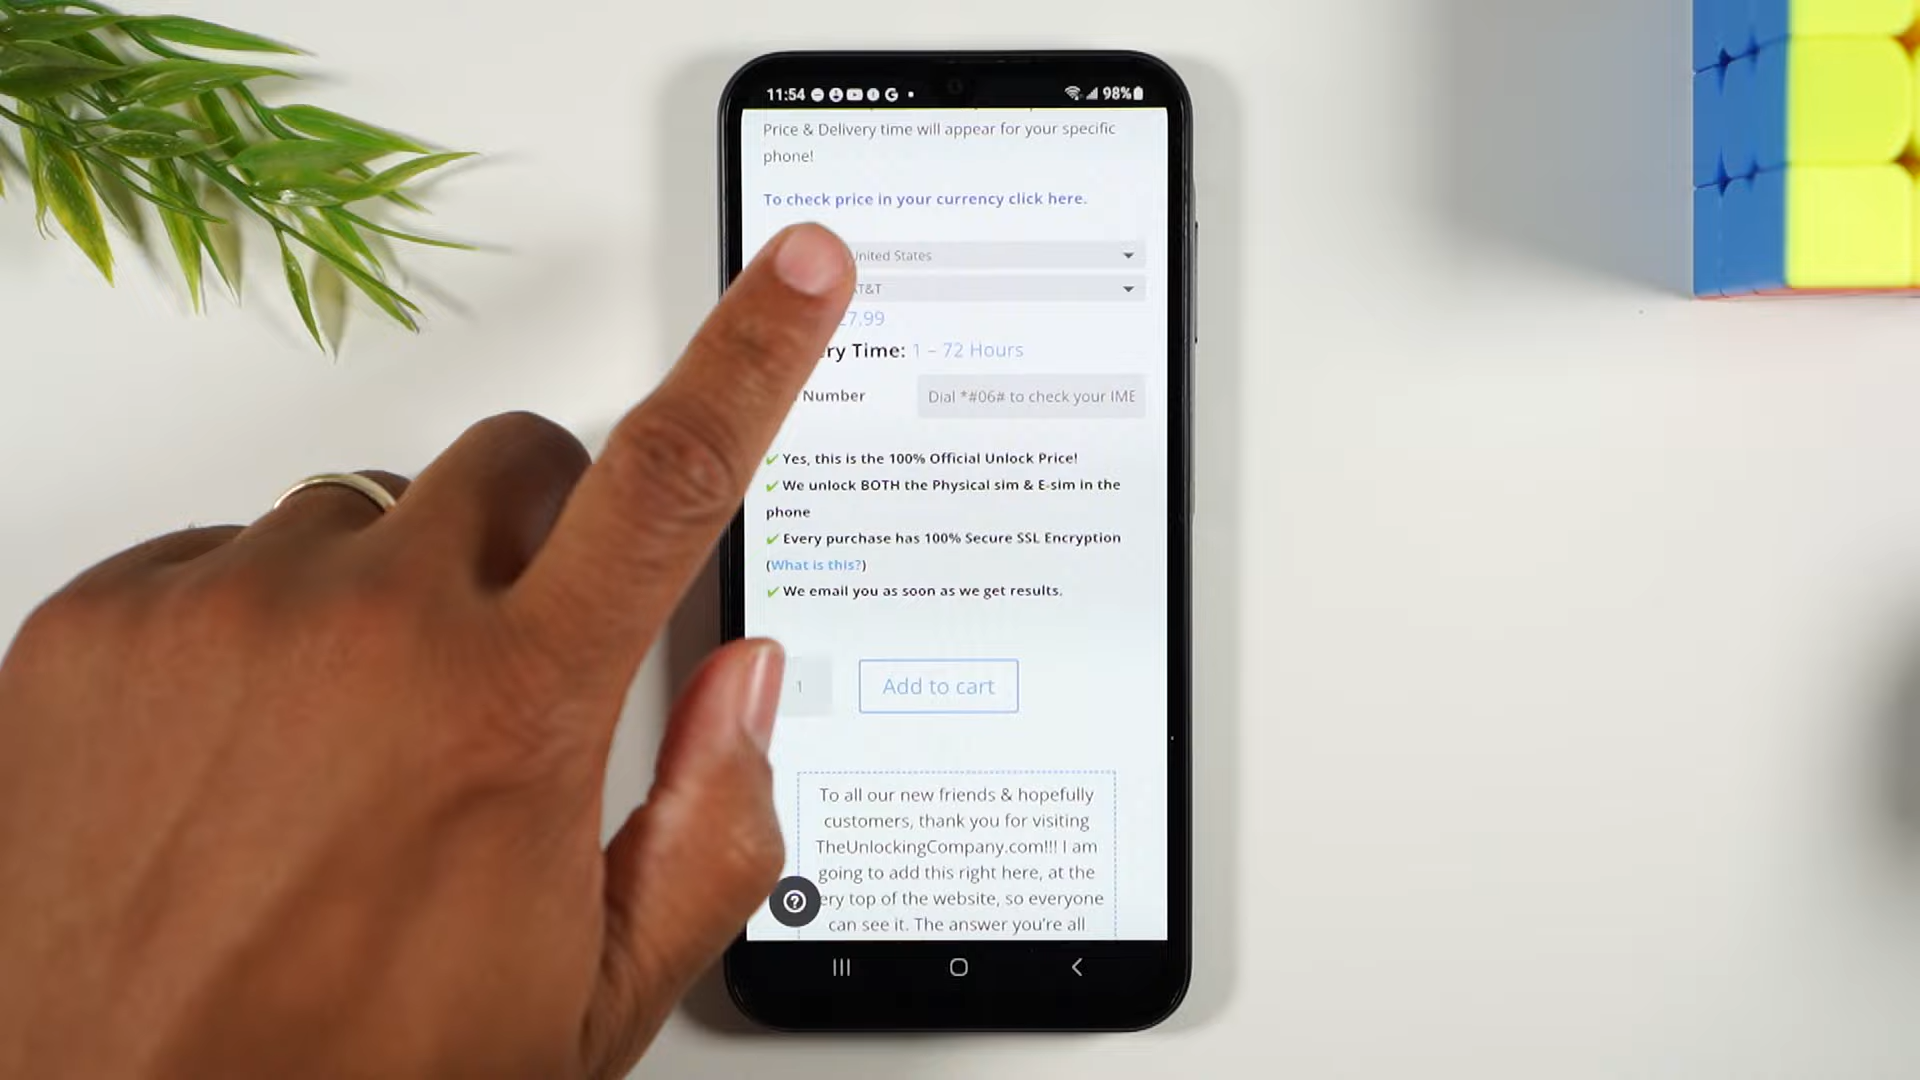 11:54 98%
Price & Delivery time will appear for your specific
phone!
To check price in your currency click here.
United States
T&T
27.99
ry Time: 1 – 72 Hours
Number Dial *#06# to check your IME
✓ Yes, this is the 100% Official Unlock Price!
✓ We unlock BOTH the Physical sim & E-sim in the
phone
✓ Every purchase has 100% Secure SSL Encryption
(What is this?)
✓ We email you as soon as we get results.
1 Add to cart
To all our new friends & hopefully
customers, thank you for visiting
TheUnlockingCompany.com!!! I am
going to add this right here, at the
ery top of the website, so everyone
can see it. The answer you're all